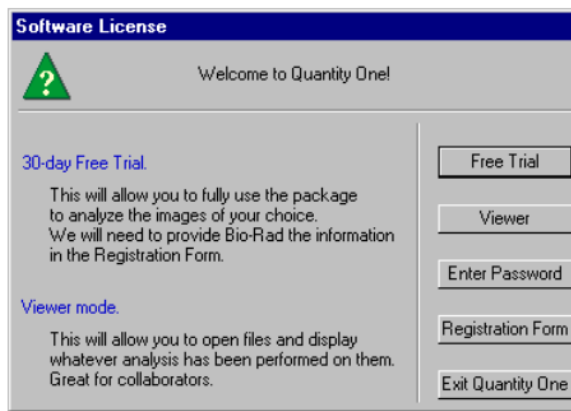 Software License
?
Welcome to Quantity One!
30-day Free Trial.
This will allow you to fully use the package
to analyze the images of your choice.
We will need to provide Bio-Rad the information
in the Registration Form.
Viewer mode.
This will allow you to open files and display
whatever analysis has been performed on them.
Great for collaborators.
Free Trial
Viewer
Enter Password
Registration Form
Exit Quantity One